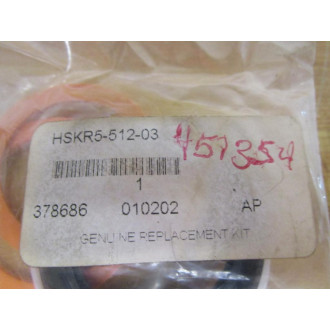 HSKR5-512-03
457354
1
378686 010202 AP
GENUINE REPLACEMENT KIT